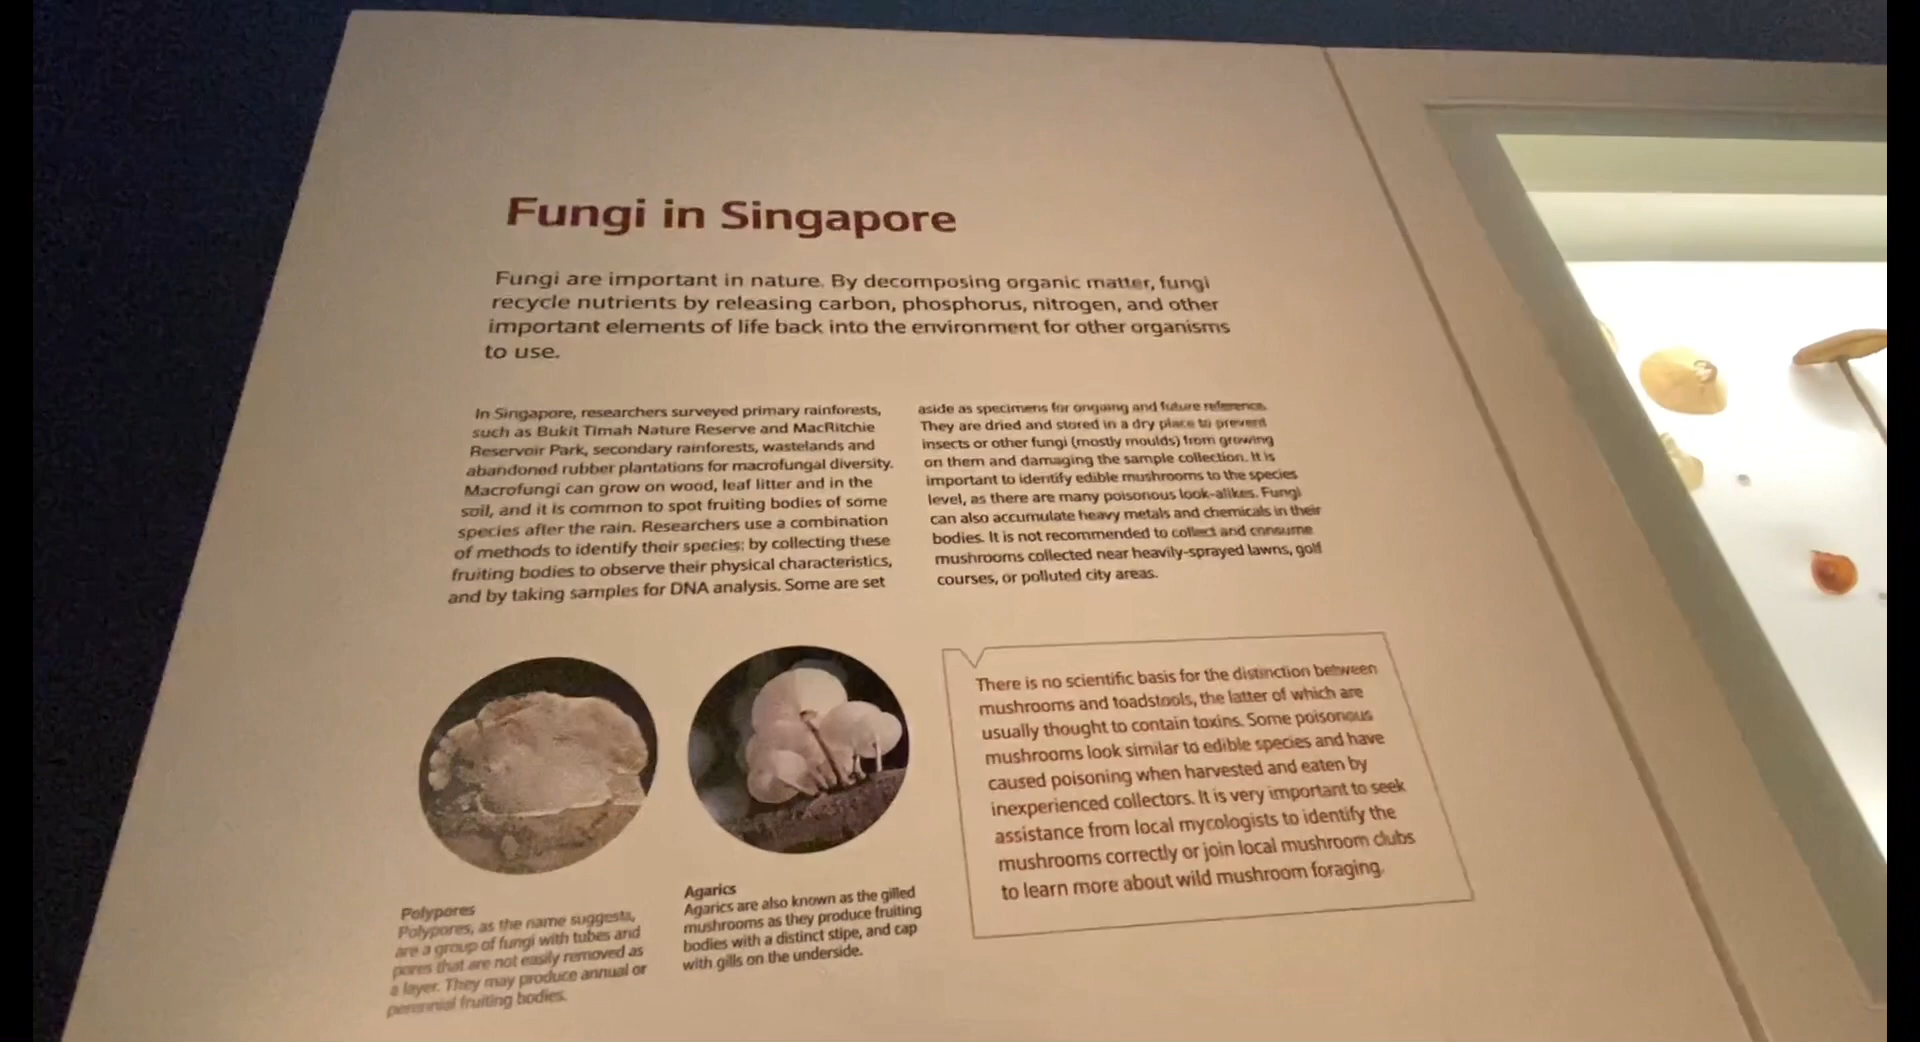 Fungi in Singapore
Fungi are important in nature. By decomposing organic matter, fungi
recycle nutrients by releasing carbon, phosphorus, nitrogen, and other
important elements of life back into the environment for other organisms
to use.
In Singapore, researchers surveyed primary rainforests,
such as Bukit Timah Nature Reserve and MacRitchie
Reservoir Park, secondary rainforests, wastelands and
abandoned rubber plantations for macrofungal diversity.
Macrofungi can grow on wood, leaf litter and in the
soil, and it is common to spot fruiting bodies of some
species after the rain. Researchers use a combination
of methods to identify their species; by collecting these
fruiting bodies to observe their physical characteristics,
and by taking samples for DNA analysis. Some are set
aside as specimens for ongoing and future reference.
They are dried and stored in a dry place to prevent
insects or other fungi (mostly moulds) from growing
on them and damaging the sample collection. It is
important to identify edible mushrooms to the species
level, as there are many poisonous look-alikes. Fungi
can also accumulate heavy metals and chemicals in their
bodies. It is not recommended to collect and consume
mushrooms collected near heavily-sprayed lawns, golf
courses, or polluted city areas.
Polypores
Polypores, as the name suggests,
are a group of fungi with tubes and
pores that are not easily removed as
a layer. They may produce annual or
perennial fruiting bodies.
Agarics
Agarics are also known as the gilled
mushrooms as they produce fruiting
bodies with a distinct stipe, and cap
with gills on the underside.
There is no scientific basis for the distinction between
mushrooms and toadstools, the latter of which are
usually thought to contain toxins. Some poisonous
mushrooms look similar to edible species and have
caused poisoning when harvested and eaten by
inexperienced collectors. It is very important to seek
assistance from local mycologists to identify the
mushrooms correctly or join local mushroom clubs
to learn more about wild mushroom foraging.